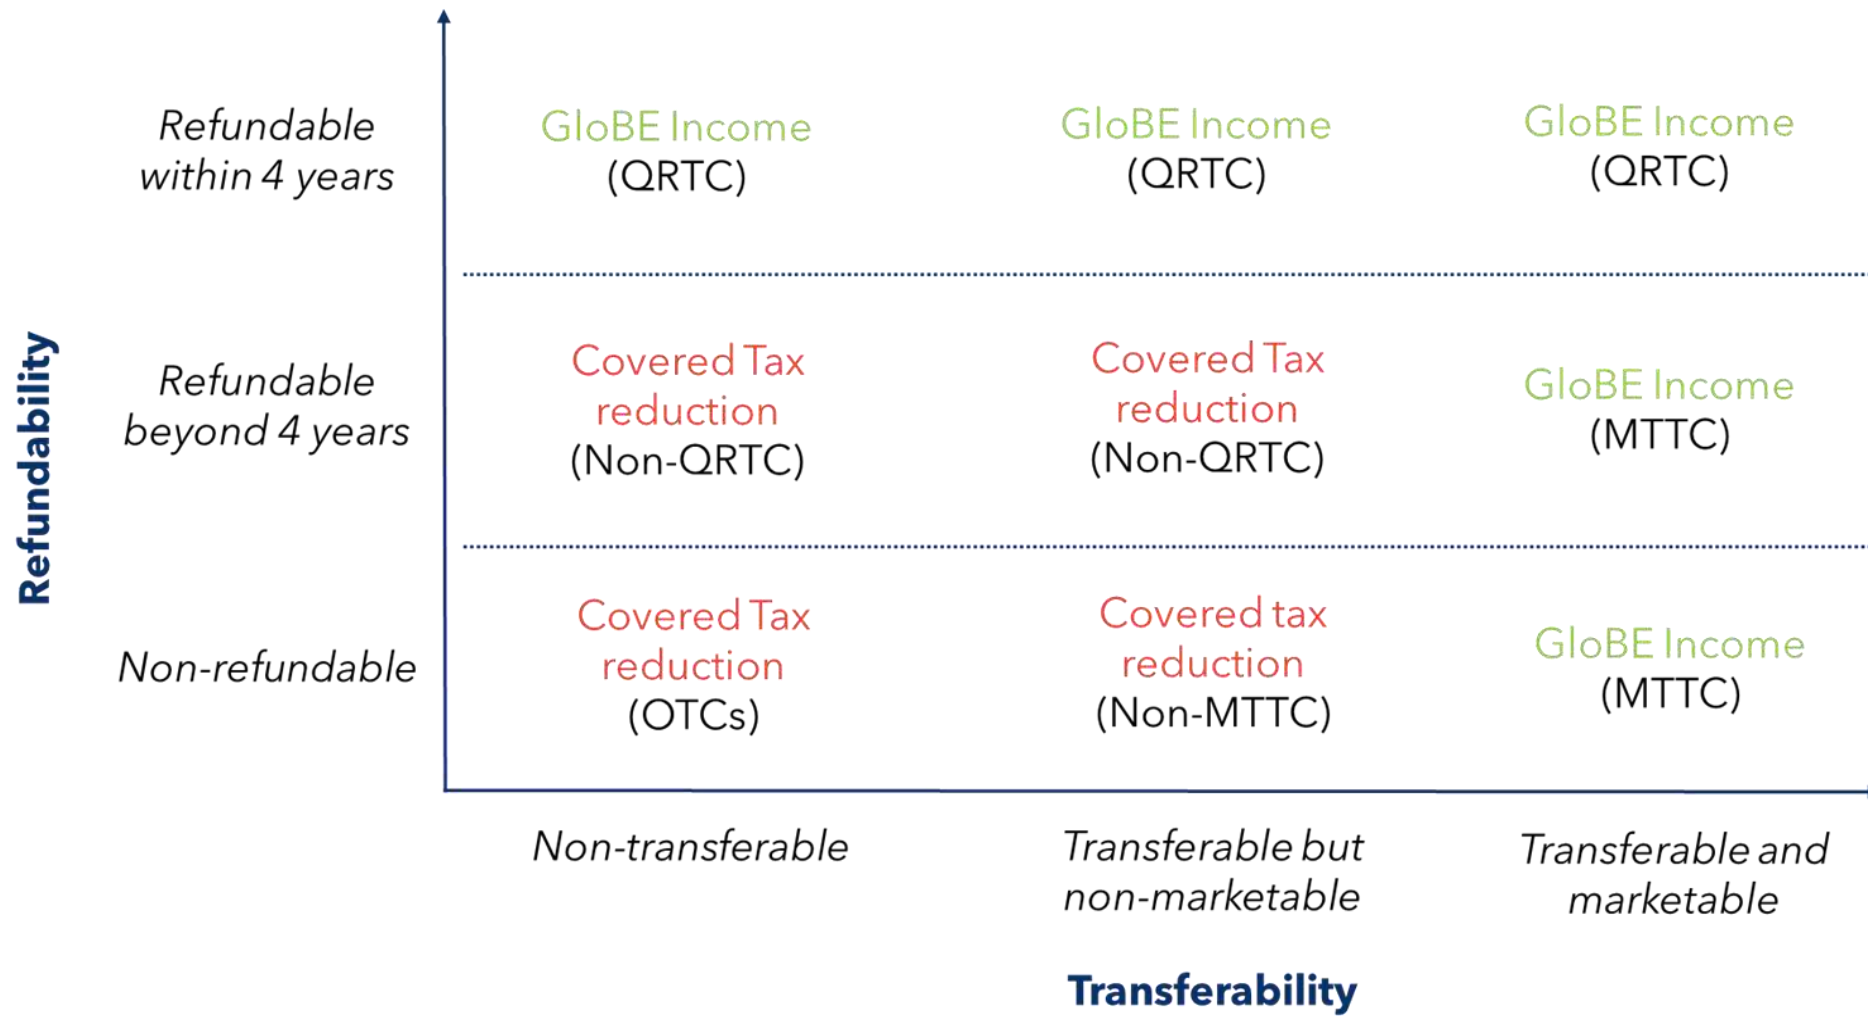 Refundability
Refundable
within 4 years
GloBE Income
(QRTC)
GloBE Income
(QRTC)
GloBE Income
(QRTC)
Refundable
beyond 4 years
Covered Tax
reduction
(Non-QRTC)
Covered Tax
reduction
(Non-QRTC)
GloBE Income
(MTTC)
Non-refundable
Covered Tax
reduction
(OTCs)
Covered tax
reduction
(Non-MTTC)
GloBE Income
(MTTC)
Non-transferable
Transferable but
non-marketable
Transferable and
marketable
Transferability